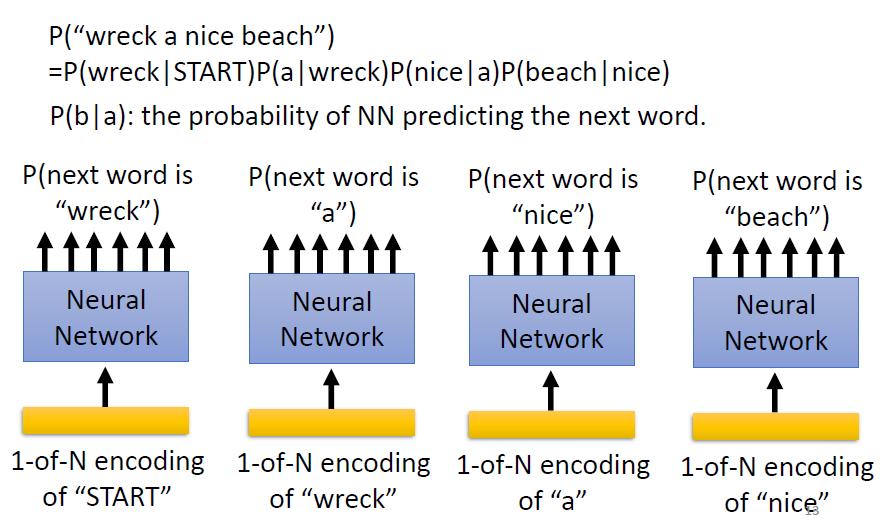 P(“wreck a nice beach”)
=P(wreck|START)P(a|wreck)P(nice|a)P(beach|nice)
P(b|a): the probability of NN predicting the next word.
P(next word is
“wreck”)
P(next word is
“a”)
P(next word is
“nice”)
P(next word is
“beach”)
Neural
Network
Neural
Network
Neural
Network
Neural
Network
1-of-N encoding
of “START”
1-of-N encoding
of “wreck”
1-of-N encoding
of “a”
1-of-N encoding
of “nice”
13